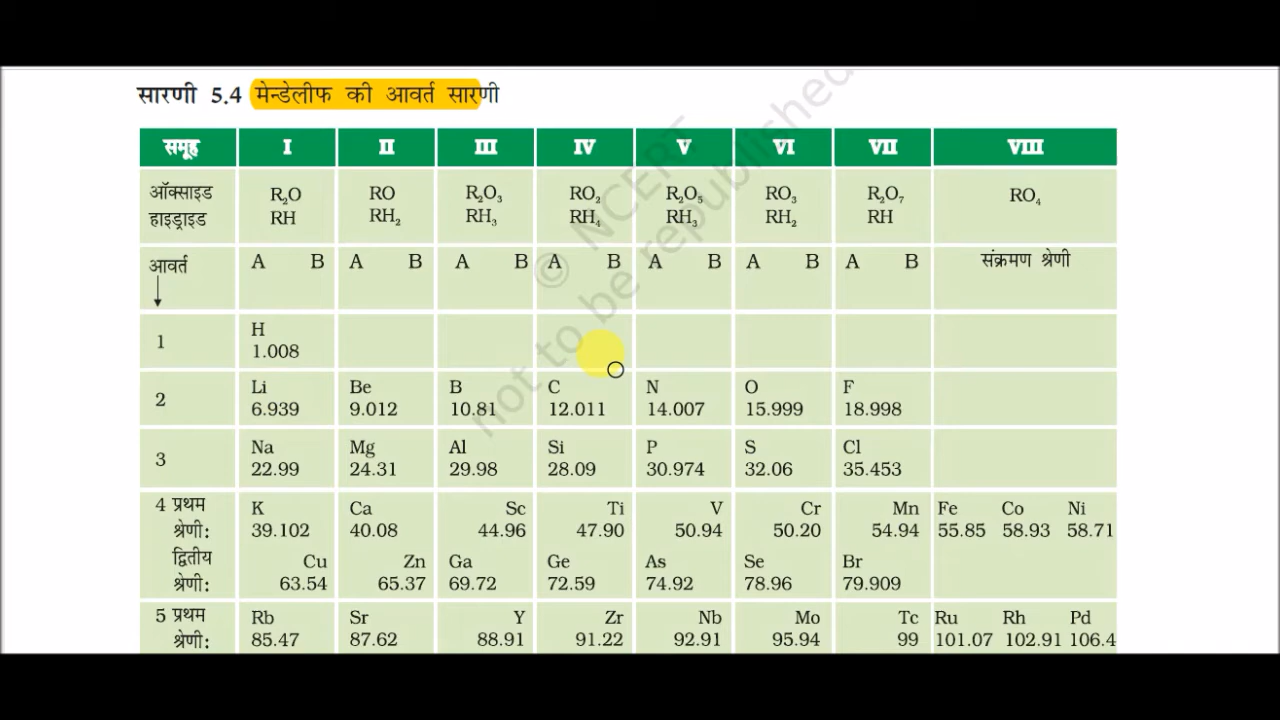 सारणी 5.4 मेन्डेलीफ की आवर्त सारणी
समूह I II III IV V VI VII VIII
ऑक्साइड R₂O RO R₂O₃ RO₂ R₂O₅ RO₃ R₂O₇ RO₄
हाइड्राइड RH RH₂ RH₃ RH₄ RH₃ RH₂ RH
आवर्त A B A B A B A B A B A B A B संक्रमण श्रेणी
1 H
1.008
2 Li Be B C N O F
6.939 9.012 10.81 12.011 14.007 15.999 18.998
3 Na Mg Al Si P S Cl
22.99 24.31 29.98 28.09 30.974 32.06 35.453
4 प्रथम K Ca Sc Ti V Cr Mn Fe Co Ni
श्रेणी: 39.102 40.08 44.96 47.90 50.94 50.20 54.94 55.85 58.93 58.71
द्वितीय Cu Zn Ga Ge As Se Br
श्रेणी: 63.54 65.37 69.72 72.59 74.92 78.96 79.909
5 प्रथम Rb Sr Y Zr Nb Mo Tc Ru Rh Pd
श्रेणी: 85.47 87.62 88.91 91.22 92.91 95.94 99 101.07 102.91 106.4
© NCERT
not to be republished